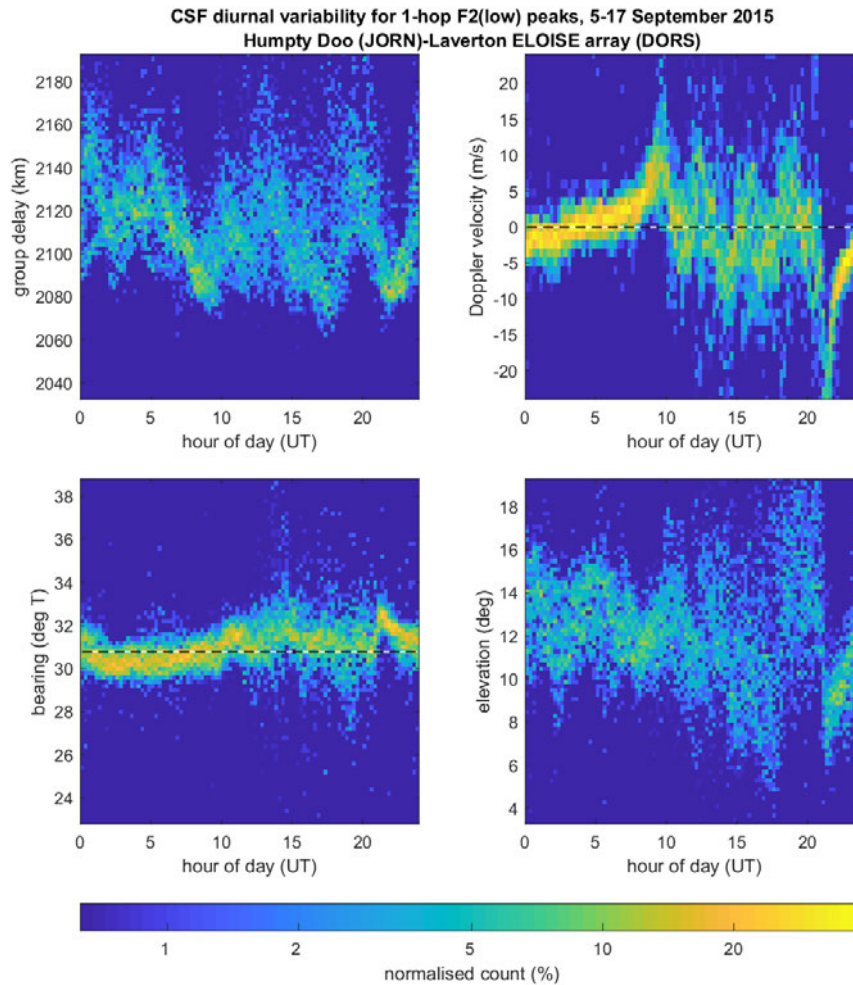 CSF diurnal variability for 1-hop F2(low) peaks, 5-17 September 2015
Humpty Doo (JORN)-Laverton ELOISE array (DORS)
2180
2160
2140
2120
2100
2080
2060
2040
group delay (km)
0 5 10 15 20
hour of day (UT)
20
15
10
5
0
-5
-10
-15
-20
Doppler velocity (m/s)
0 5 10 15 20
hour of day (UT)
38
36
34
32
30
28
26
24
bearing (deg T)
0 5 10 15 20
hour of day (UT)
18
16
14
12
10
8
6
4
elevation (deg)
0 5 10 15 20
hour of day (UT)
1 2 5 10 20
normalised count (%)